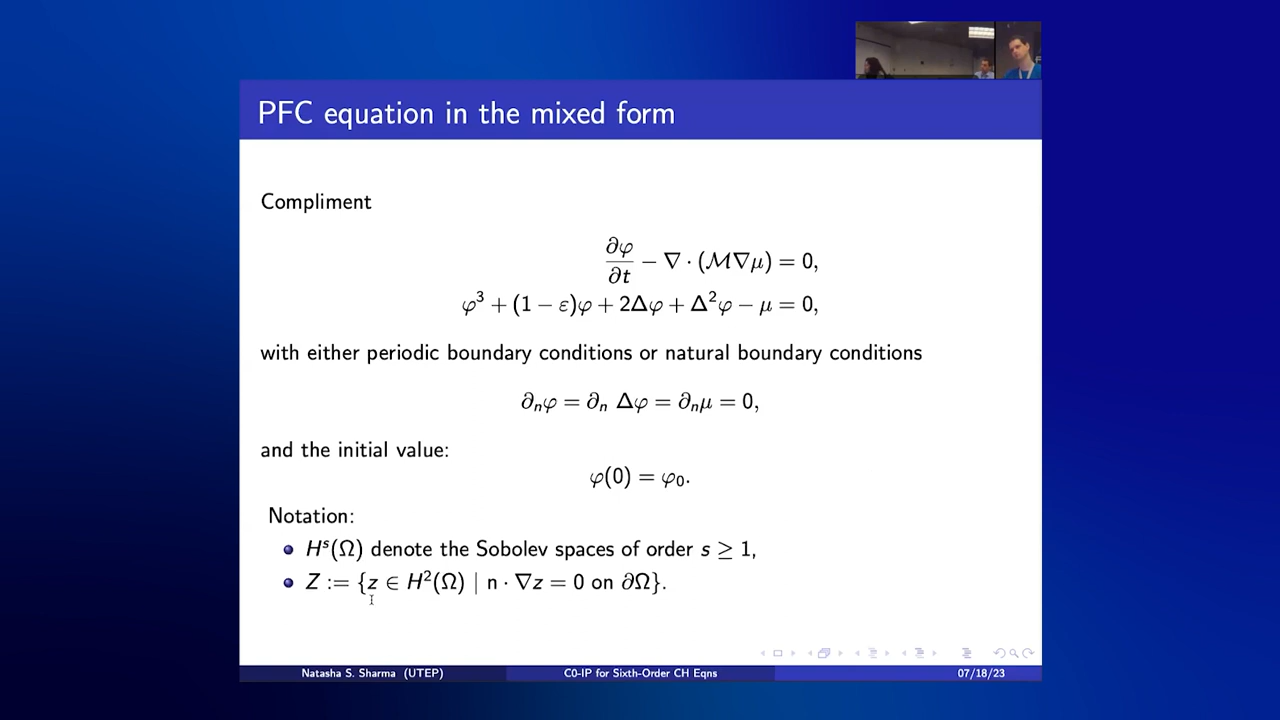 PFC equation in the mixed form
Compliment
∂φ/∂t − ∇ · (ℳ∇μ) = 0,
φ³ + (1 − ε)φ + 2Δφ + Δ²φ − μ = 0,
with either periodic boundary conditions or natural boundary conditions
∂ₙφ = ∂ₙ Δφ = ∂ₙμ = 0,
and the initial value:
φ(0) = φ₀.
Notation:
Hˢ(Ω) denote the Sobolev spaces of order s ≥ 1,
Z := {z ∈ H²(Ω) | n · ∇z = 0 on ∂Ω}.
Natasha S. Sharma (UTEP) C0-IP for Sixth-Order CH Eqns 07/18/23